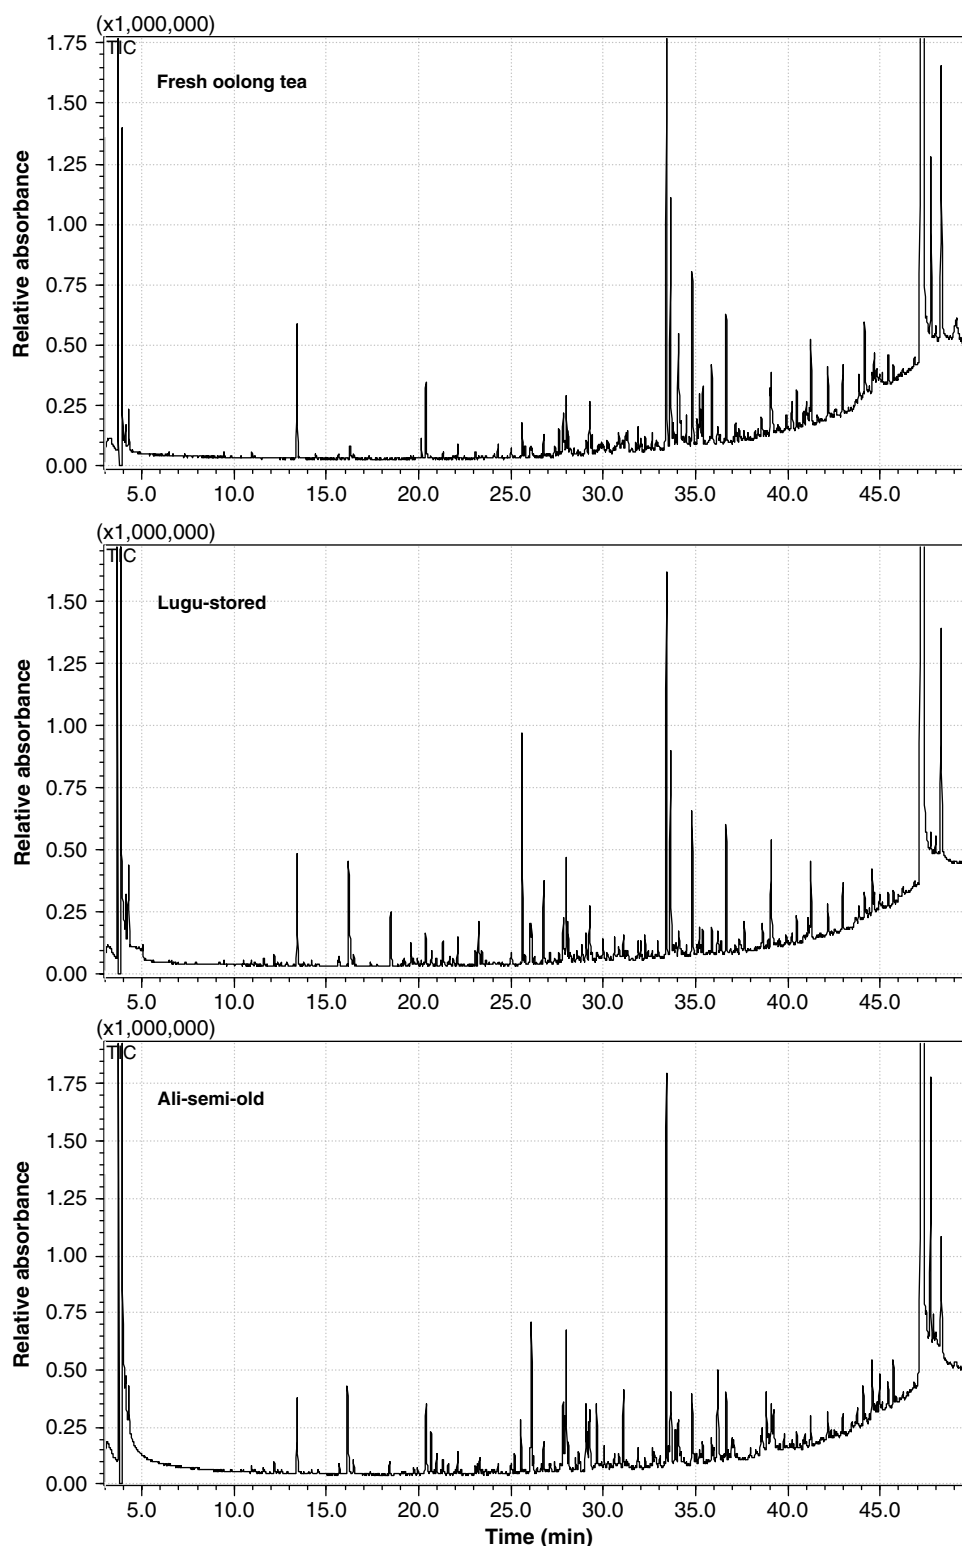 (x1,000,000)
TIC
Fresh oolong tea
Relative absorbance
1.75
1.50
1.25
1.00
0.75
0.50
0.25
0.00
5.0 10.0 15.0 20.0 25.0 30.0 35.0 40.0 45.0
(x1,000,000)
TIC
Lugu-stored
Relative absorbance
1.50
1.25
1.00
0.75
0.50
0.25
0.00
5.0 10.0 15.0 20.0 25.0 30.0 35.0 40.0 45.0
(x1,000,000)
TIC
Ali-semi-old
Relative absorbance
1.75
1.50
1.25
1.00
0.75
0.50
0.25
0.00
5.0 10.0 15.0 20.0 25.0 30.0 35.0 40.0 45.0
Time (min)